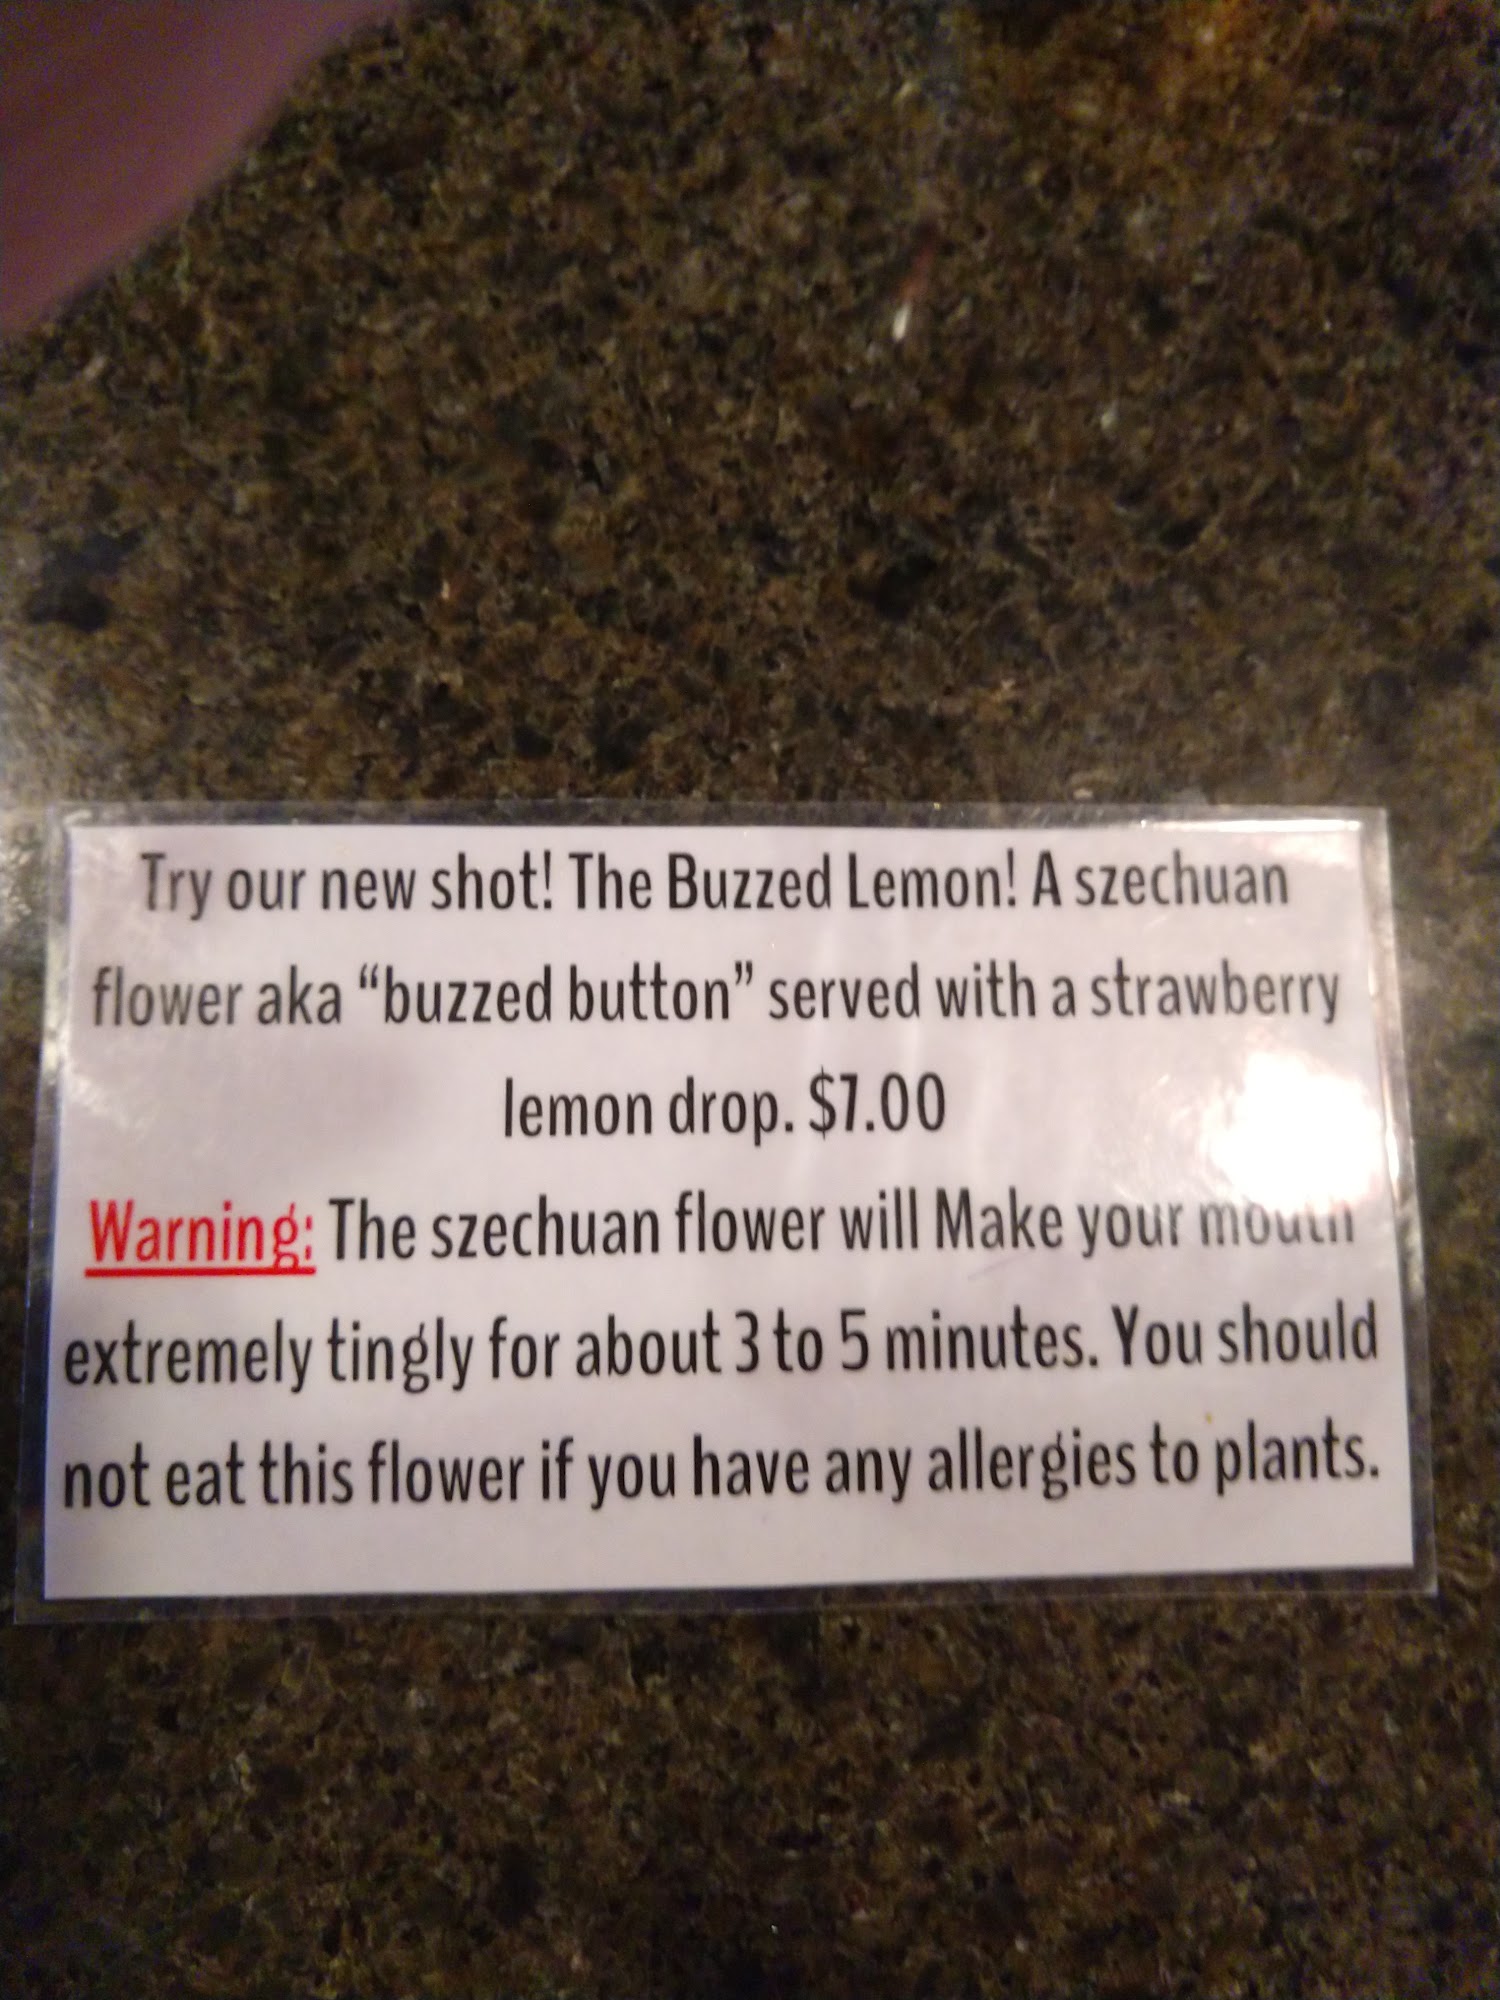 Try our new shot! The Buzzed Lemon! A szechuan
flower aka “buzzed button” served with a strawberry
lemon drop. $7.00
Warning: The szechuan flower will Make your mouth
extremely tingly for about 3 to 5 minutes. You should
not eat this flower if you have any allergies to plants.